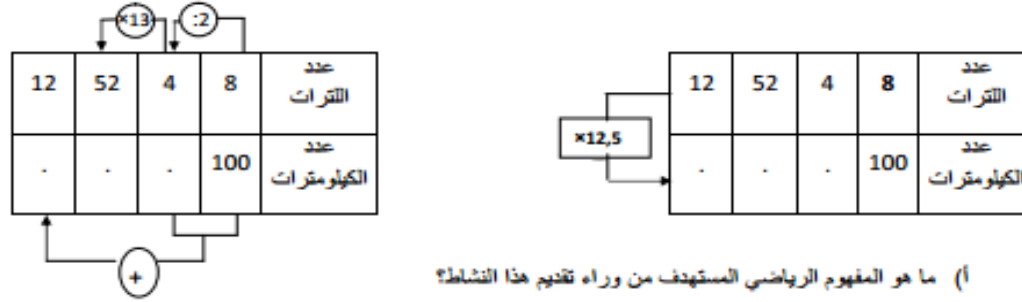 ×13 :2
12 52 4 8 عدد اللترات
. . . 100 عدد الكيلومترات
+
12 52 4 8 عدد اللترات
×12,5
. . . 100 عدد الكيلومترات
أ) ما هو المفهوم الرياضي المستهدف من وراء تقديم هذا النشاط؟